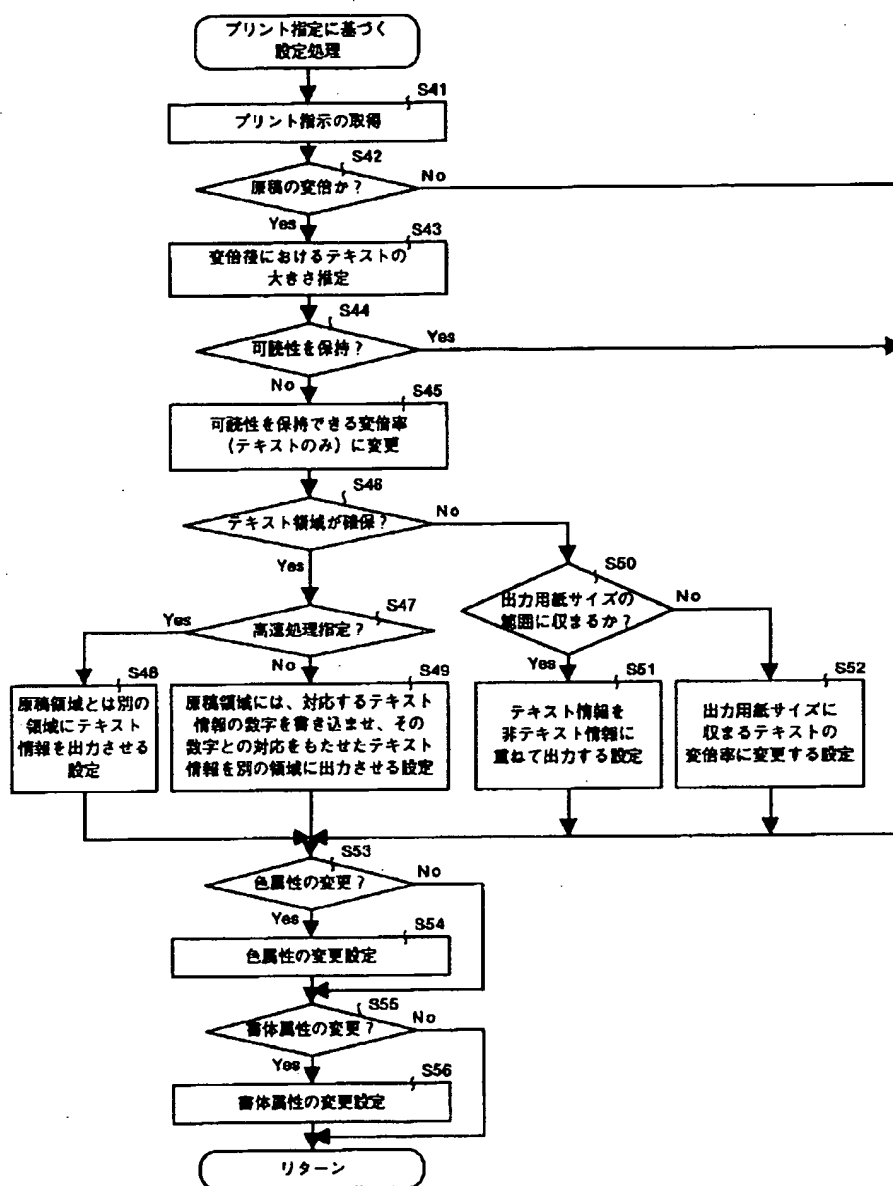 プリント指定に基づく
設定処理
S41
プリント指示の取得
S42
原稿の変倍か？
No
Yes
S43
変倍後におけるテキストの
大きさ推定
S44
可読性を保持？
Yes
No
S45
可読性を保持できる変倍率
(テキストのみ)に変更
S46
テキスト領域が確保？
No
Yes
S50
出力用紙サイズの
範囲に収まるか？
No
Yes
S47
高速処理指定？
Yes
No
S48
原稿領域とは別の
領域にテキスト
情報を出力させる
設定
S49
原稿領域には、対応するテキスト
情報の数字を書き込ませ、その
数字との対応をもたせたテキスト
情報を別の領域に出力させる設定
S51
テキスト情報を
非テキスト情報に
重ねて出力する設定
S52
出力用紙サイズに
収まるテキストの
変倍率に変更する設定
S53
色属性の変更？
No
Yes
S54
色属性の変更設定
S55
書体属性の変更？
No
Yes
S56
書体属性の変更設定
リターン